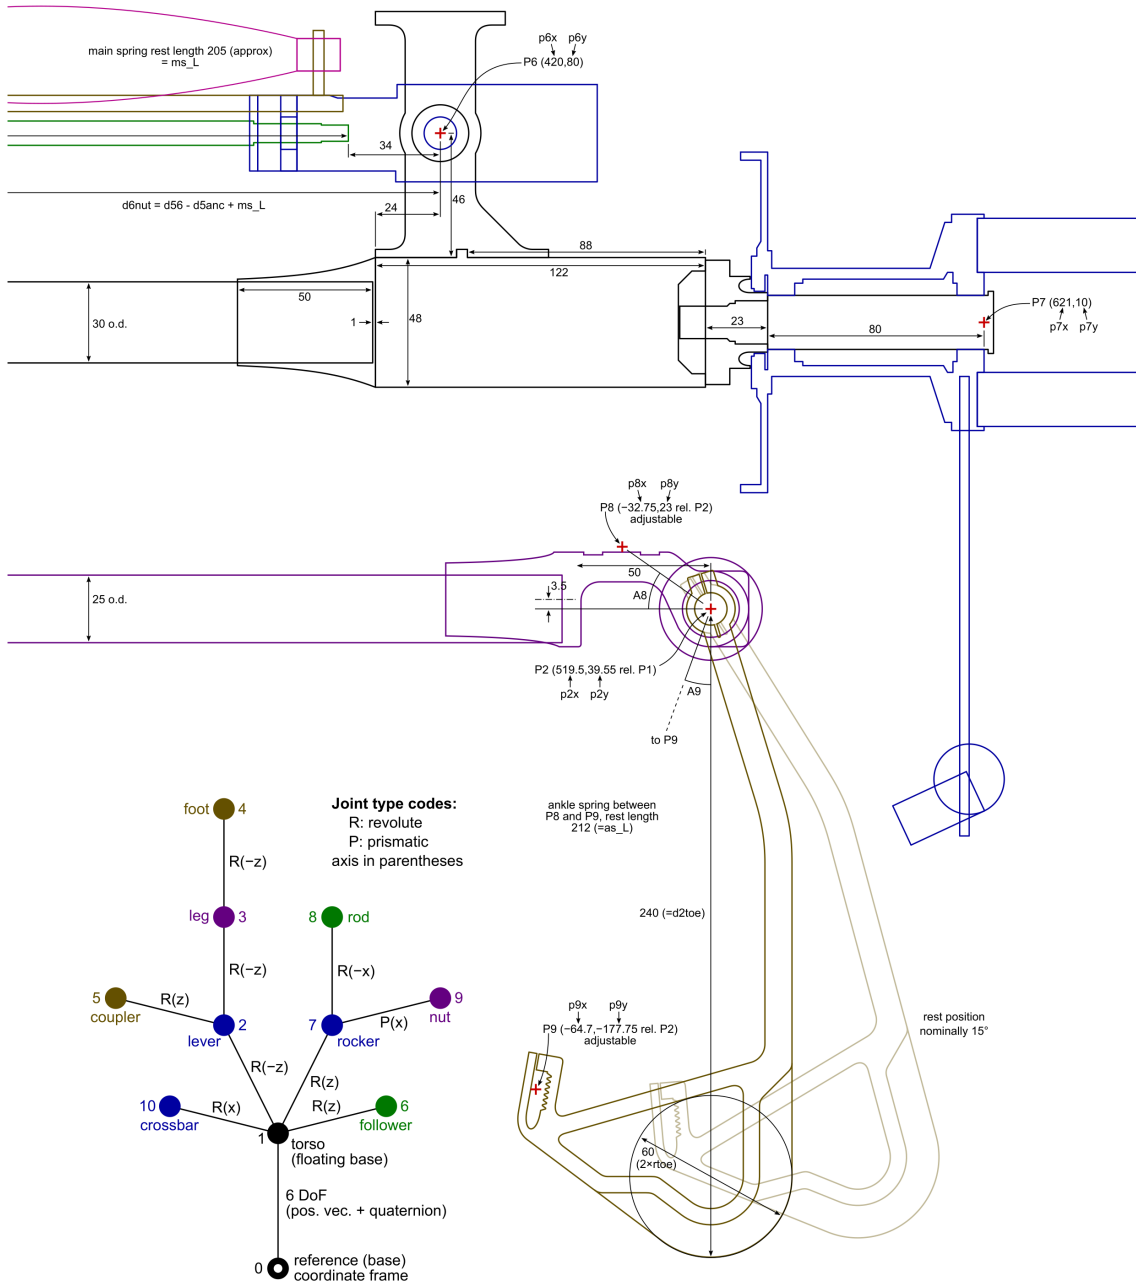 p6x p6y
P6 (420,80)
main spring rest length 205 (approx)
= ms_L
34
46
d6nut = d56 - d5anc + ms_L
24
88
122
50
30 o.d.
1
48
23
80
P7 (621,10)
p7x p7y
p8x p8y
P8 (−32.75,23 rel. P2)
adjustable
50
3.5
A8
25 o.d.
P2 (519.5,39.55 rel. P1)
p2x p2y
A9
to P9
ankle spring between
P8 and P9, rest length
212 (=as_L)
240 (=d2toe)
p9x p9y
P9 (−64.7,−177.75 rel. P2)
adjustable
rest position
nominally 15°
60
(2×rtoe)
Joint type codes:
R: revolute
P: prismatic
axis in parentheses
foot 4
R(−z)
leg 3
8 rod
R(−z)
R(−x)
5
coupler
R(z)
9
nut
P(x)
2
lever
7
rocker
R(−z)
R(z)
10
crossbar
R(x)
R(z)
6
follower
1 torso
(floating base)
6 DoF
(pos. vec. + quaternion)
0 reference (base)
coordinate frame